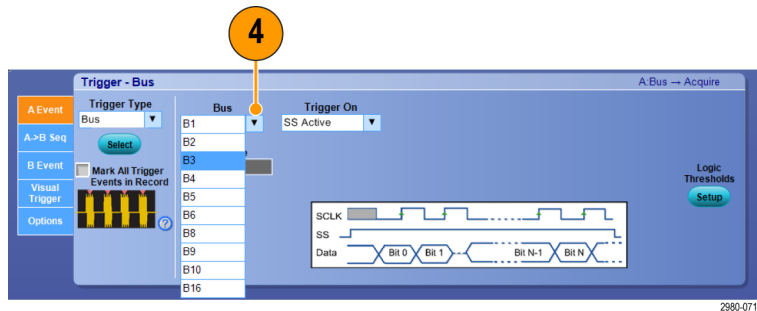 4
Trigger - Bus
A:Bus → Acquire
A Event
A->B Seq
B Event
Visual
Trigger
Options
Trigger Type
Bus
Select
Mark All Trigger
Events in Record
?
Bus
B1
B2
B3
B4
B5
B6
B8
B9
B10
B16
Trigger On
SS Active
SCLK
SS
Data
Bit 0
Bit 1
Bit N-1
Bit N
Logic
Thresholds
Setup
2980-071